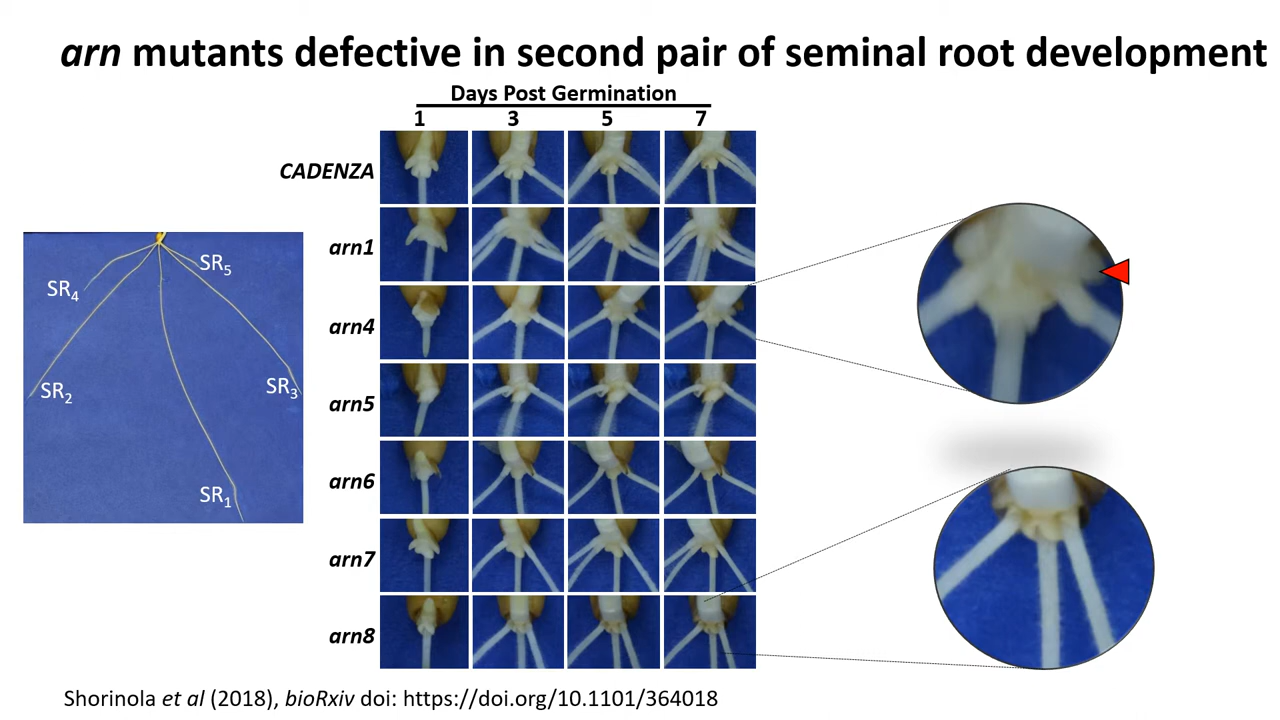 arn mutants defective in second pair of seminal root development
Days Post Germination
1 3 5 7
CADENZA
arn1
arn4
arn5
arn6
arn7
arn8
SR5
SR4
SR3
SR2
SR1
Shorinola et al (2018), bioRxiv doi: https://doi.org/10.1101/364018